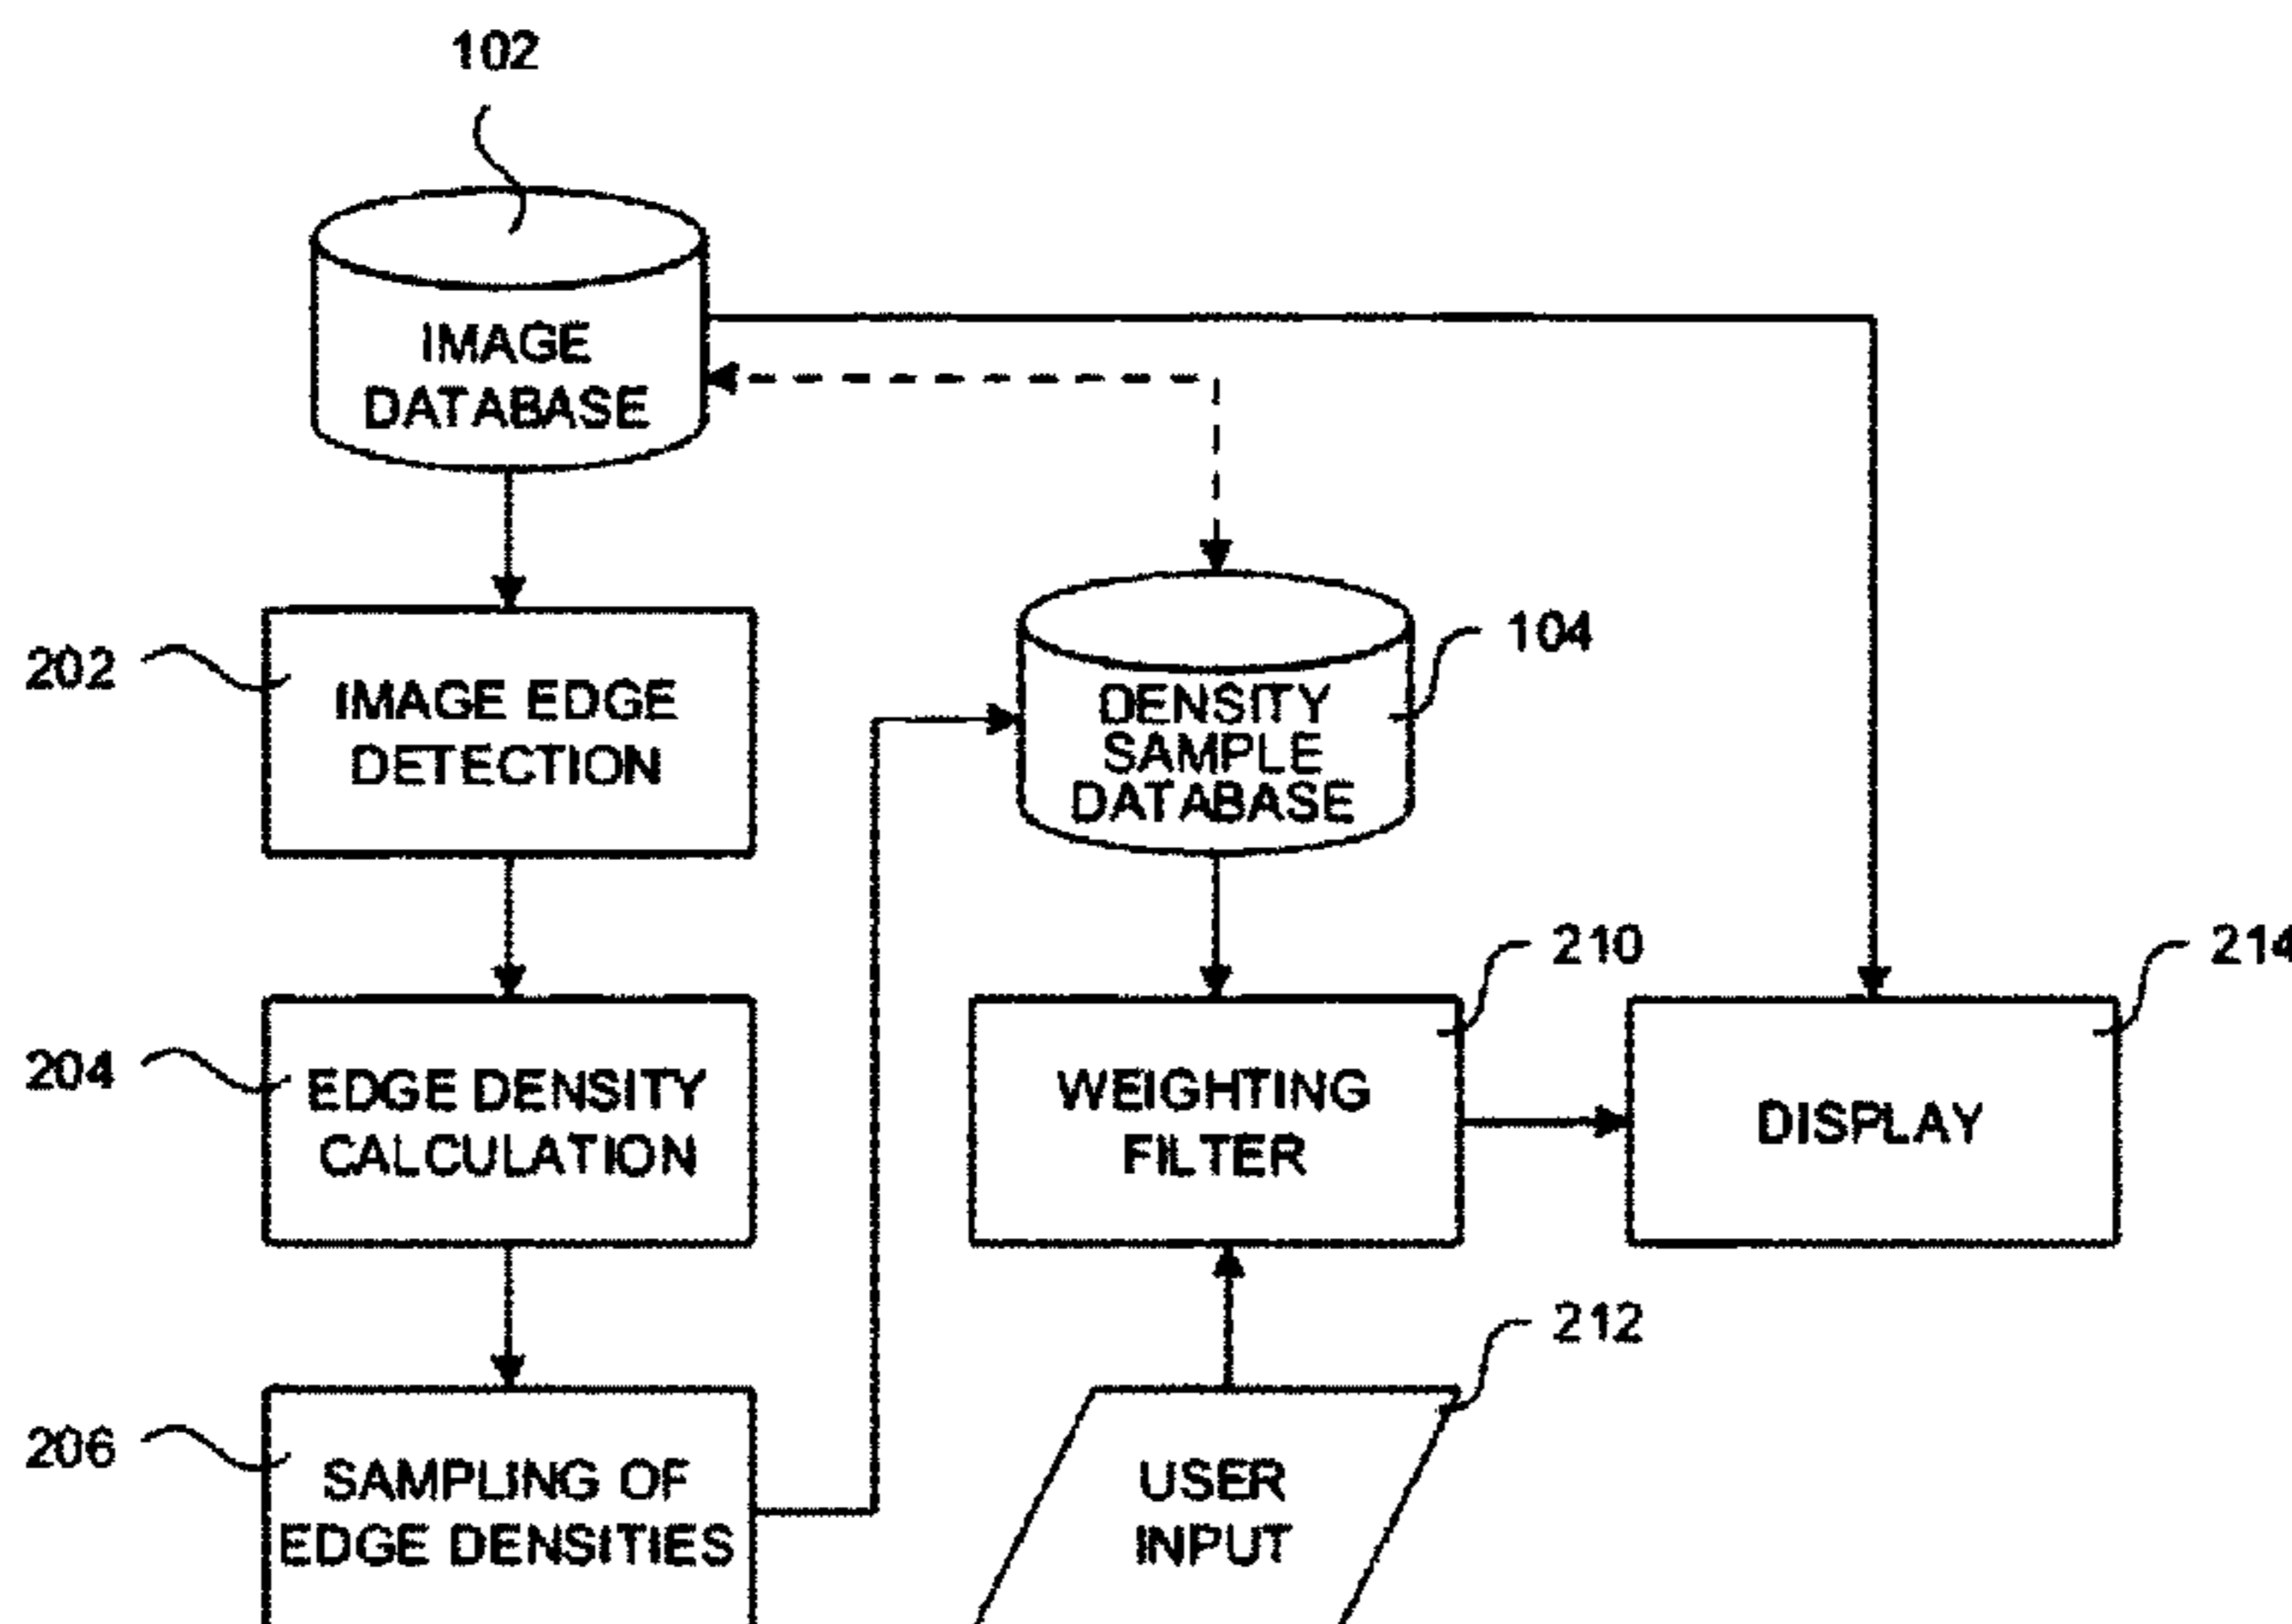 102
IMAGE
DATABASE
202
IMAGE EDGE
DETECTION
104
DENSITY
SAMPLE
DATABASE
204
EDGE DENSITY
CALCULATION
210
WEIGHTING
FILTER
214
DISPLAY
206
SAMPLING OF
EDGE DENSITIES
212
USER
INPUT